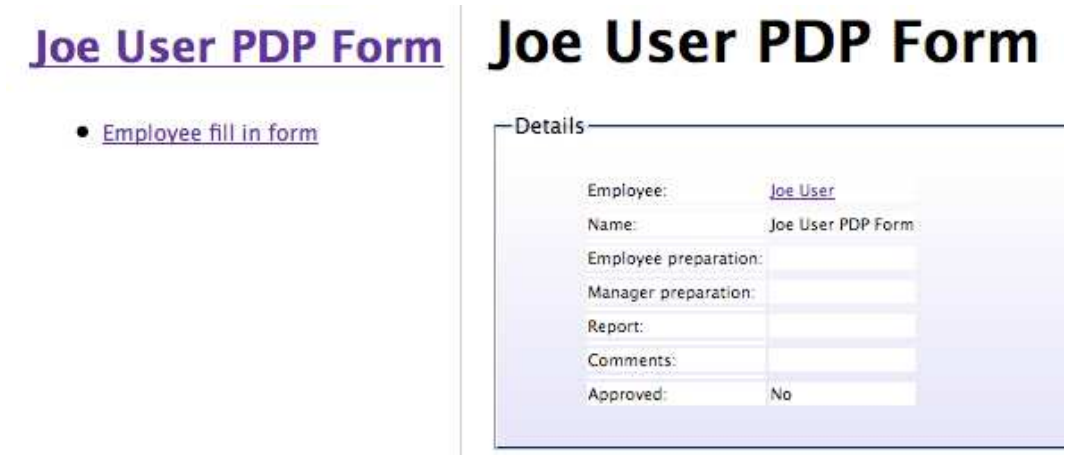 Joe User PDP Form
• Employee fill in form
Joe User PDP Form
Details
Employee: Joe User
Name: Joe User PDP Form
Employee preparation:
Manager preparation:
Report:
Comments:
Approved: No